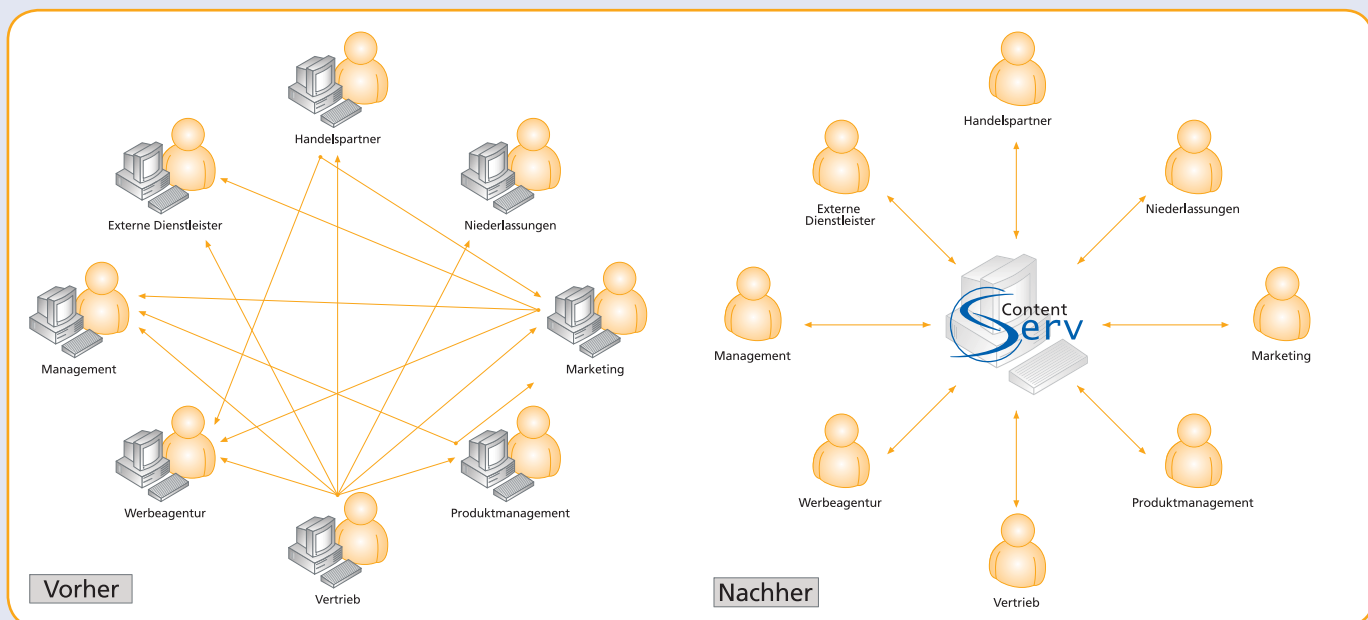 Handelspartner
Externe Dienstleister
Niederlassungen
Management
Marketing
Werbeagentur
Produktmanagement
Vertrieb
Vorher
Handelspartner
Externe
Dienstleister
Niederlassungen
Content
Serv
Management
Marketing
Werbeagentur
Produktmanagement
Vertrieb
Nachher